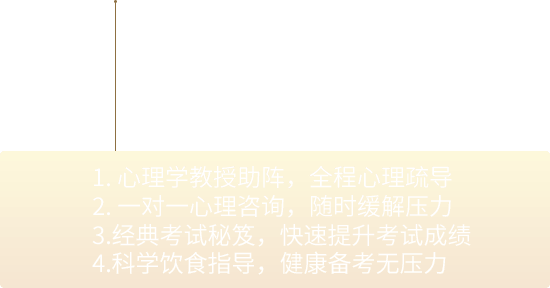 1. 心理学教授助阵，全程心理疏导
2. 一对一心理咨询，随时缓解压力
3.经典考试秘笈，快速提升考试成绩
4.科学饮食指导，健康备考无压力